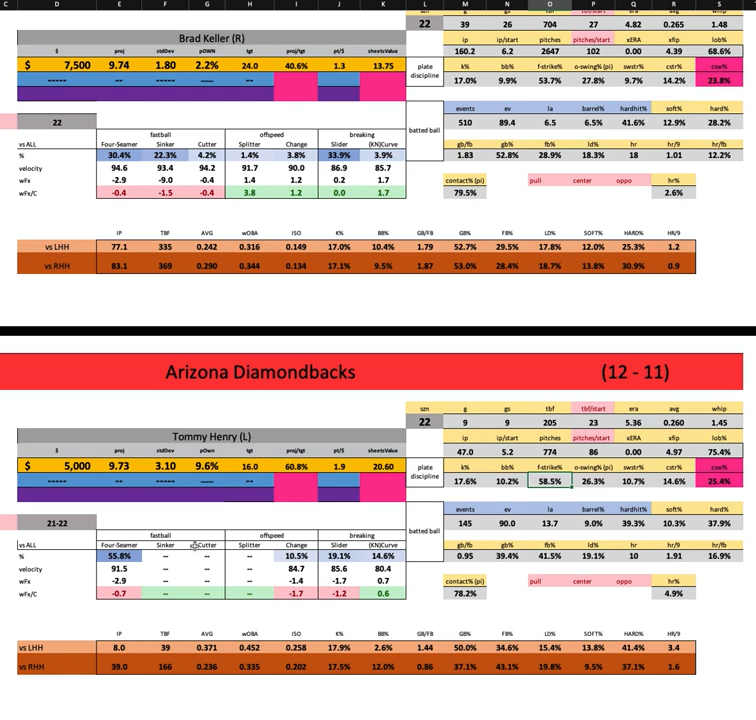 C D E F G H I J K L M N O P Q R S
22 39 26 704 27 4.82 0.265 1.48
Brad Keller (R) ip ip/start pitches pitches/start xERA xfip lob%
$ proj stdDev pOWN tgt proj/tgt pt/$ sheetsValue 160.2 6.2 2647 102 0.00 4.39 68.6%
$ 7,500 9.74 1.80 2.2% 24.0 40.6% 1.3 13.75 plate discipline k% bb% f-strike% o-swing% (pi) swstr% cstr% csw%
----- -- ----- ---- -- 17.0% 9.9% 53.7% 27.8% 9.7% 14.2% 23.8%
events ev la barrel% hardhit% soft% hard%
22 batted ball 510 89.4 6.5 6.5% 41.6% 12.9% 28.2%
fastball offspeed breaking
vs ALL Four-Seamer Sinker Cutter Splitter Change Slider (KN)Curve gb/fb gb% fb% ld% hr hr/9 hr/fb
% 30.4% 22.3% 4.2% 1.4% 3.8% 33.9% 3.9% 1.83 52.8% 28.9% 18.3% 18 1.01 12.2%
velocity 94.6 93.4 94.2 91.7 90.0 86.9 85.7
wFx -2.9 -9.0 -0.4 1.4 1.2 0.2 1.7 contact% (pi) pull center oppo hr%
wFx/C -0.4 -1.5 -0.4 3.8 1.2 0.0 1.7 79.5% 2.6%
IP TBF AVG wOBA ISO K% BB% GB/FB GB% FB% LD% SOFT% HARD% HR/9
vs LHH 77.1 335 0.242 0.316 0.149 17.0% 10.4% 1.79 52.7% 29.5% 17.8% 12.0% 25.3% 1.2
vs RHH 83.1 369 0.290 0.344 0.134 17.1% 9.5% 1.87 53.0% 28.4% 18.7% 13.8% 30.9% 0.9
Arizona Diamondbacks (12 - 11)
szn g gs tbf tbf/start era avg whip
22 9 9 205 23 5.36 0.260 1.45
Tommy Henry (L) ip ip/start pitches pitches/start xERA xfip lob%
$ proj stdDev pOwn tgt proj/tgt pt/$ sheetsValue 47.0 5.2 774 86 0.00 4.97 75.4%
$ 5,000 9.73 3.10 9.6% 16.0 60.8% 1.9 20.60 plate discipline k% bb% f-strike% o-swing% (pi) swstr% cstr% csw%
----- -- ----- ---- -- 17.6% 10.2% 58.5% 26.3% 10.7% 14.6% 25.4%
events ev la barrel% hardhit% soft% hard%
21-22 batted ball 145 90.0 13.7 9.0% 39.3% 10.3% 37.9%
fastball offspeed breaking
vs ALL Four-Seamer Sinker Cutter Splitter Change Slider (KN)Curve gb/fb gb% fb% ld% hr hr/9 hr/fb
% 55.8% -- -- -- 10.5% 19.1% 14.6% 0.95 39.4% 41.5% 19.1% 10 1.91 16.9%
velocity 91.5 -- -- -- 84.7 85.6 80.4
wFx -2.9 -- -- -- -1.4 -1.7 0.7 contact% (pi) pull center oppo hr%
wFx/C -0.7 -- -- -- -1.7 -1.2 0.6 78.2% 4.9%
IP TBF AVG wOBA ISO K% BB% GB/FB GB% FB% LD% SOFT% HARD% HR/9
vs LHH 8.0 39 0.371 0.452 0.258 17.9% 2.6% 1.44 50.0% 34.6% 15.4% 13.8% 41.4% 3.4
vs RHH 39.0 166 0.236 0.335 0.202 17.5% 12.0% 0.86 37.1% 43.1% 19.8% 9.5% 37.1% 1.6